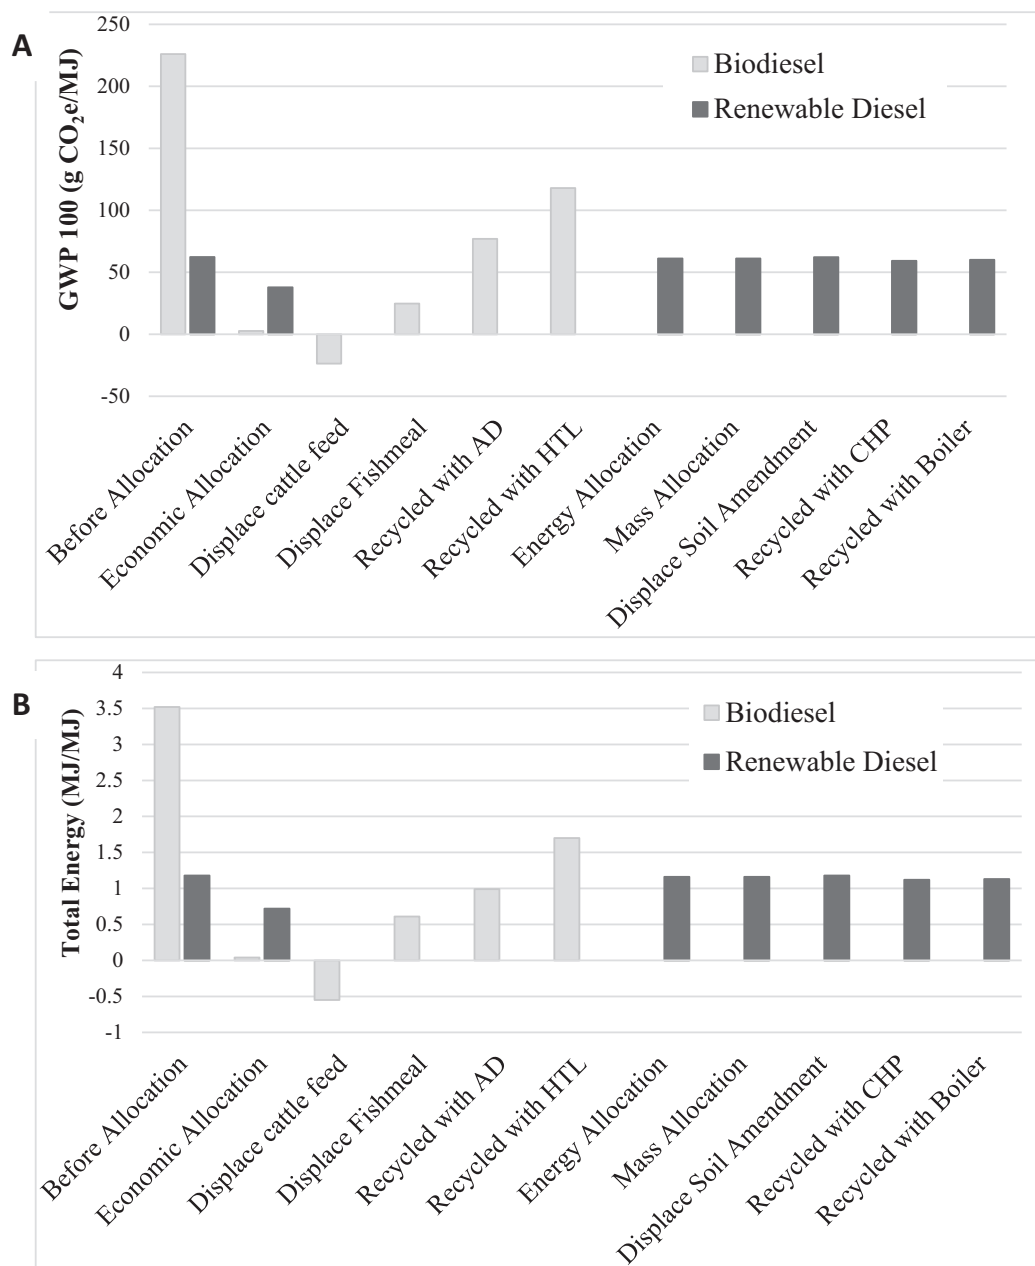 A
GWP 100 (g CO₂e/MJ)
250
200
150
100
50
0
-50
Biodiesel
Renewable Diesel
Before Allocation
Economic Allocation
Displace cattle feed
Displace Fishmeal
Recycled with AD
Recycled with HTL
Energy Allocation
Mass Allocation
Displace Soil Amendment
Recycled with CHP
Recycled with Boiler
B
Total Energy (MJ/MJ)
4
3.5
3
2.5
2
1.5
1
0.5
0
-0.5
-1
Biodiesel
Renewable Diesel
Before Allocation
Economic Allocation
Displace cattle feed
Displace Fishmeal
Recycled with AD
Recycled with HTL
Energy Allocation
Mass Allocation
Displace Soil Amendment
Recycled with CHP
Recycled with Boiler